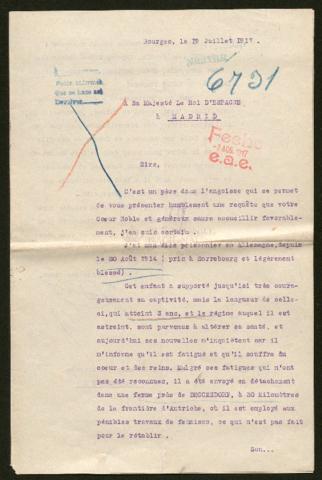 Bourges, le 19 Juillet 1917.
6731
A Sa Majesté Le Roi D'ESPAGNE
à MADRID
Fecho
e.a.e.
Sire,
C'est un père dans l'angoisse qui se permet
de vous présenter humblement une requête que votre
Coeur Noble et généreux saura accueillir favorable-
ment, j'en suis certain.
J'ai mon prisonnier en Allemagne, depuis
le 20 Août 1914 pris à Sarrebourg et légèrement
blessé).
Cet enfant a supporté jusqu'ici très coura-
geusement sa captivité, mais la longueur de celle-
ci, qui atteint 3 ans, et le régime auquel il est
astreint, sont parvenus à altérer sa santé, et
aujourd'hui ses nouvelles m'inquiètent car il
m'informe qu'il est fatigué et qu'il souffre du
coeur et des reins. Malgré ses fatigues qui n'ont
pas été reconnues, il a été envoyé en détachement
dans une ferme près de DEGGENDORF, à 30 kilomètres
de la frontière d'Autriche, où il est employé aux
pénibles travaux de fenaison, ce qui n'est pas fait
pour le rétablir.
Son...